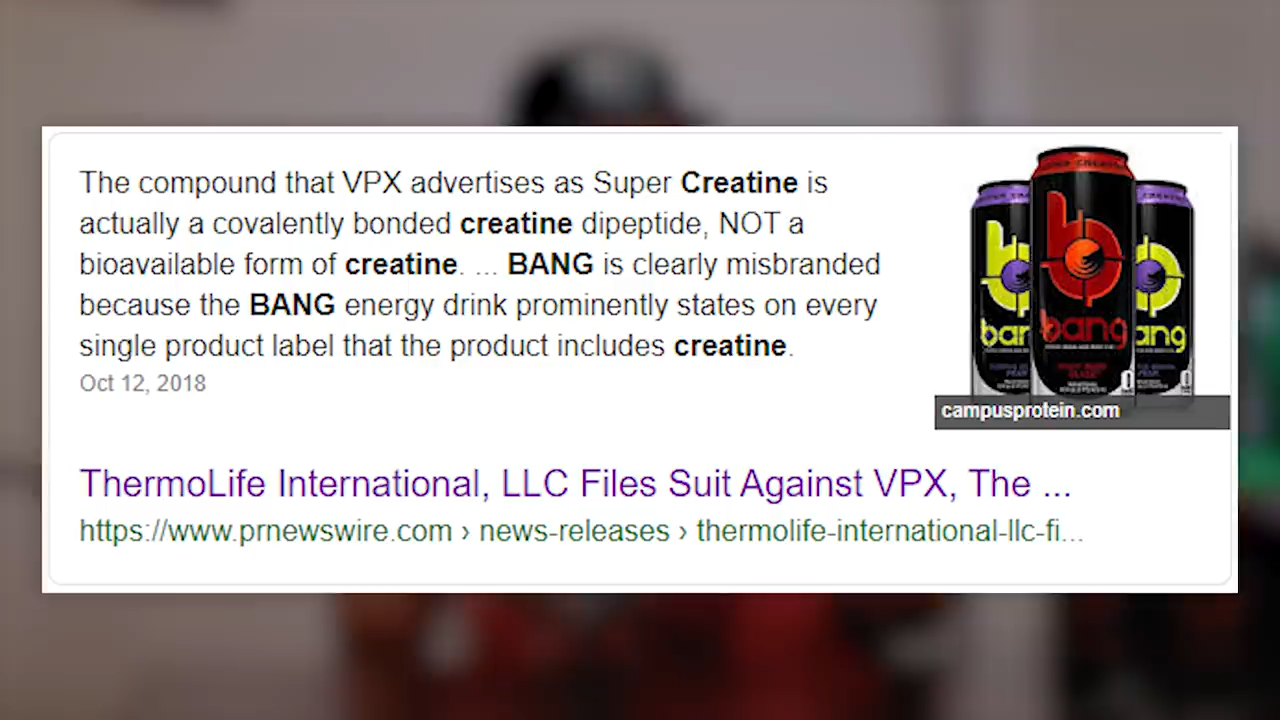 The compound that VPX advertises as Super Creatine is
actually a covalently bonded creatine dipeptide, NOT a
bioavailable form of creatine. ... BANG is clearly misbranded
because the BANG energy drink prominently states on every
single product label that the product includes creatine.
Oct 12, 2018
bang
campusprotein.com
ThermoLife International, LLC Files Suit Against VPX, The ...
https://www.prnewswire.com › news-releases › thermolife-international-llc-fi...